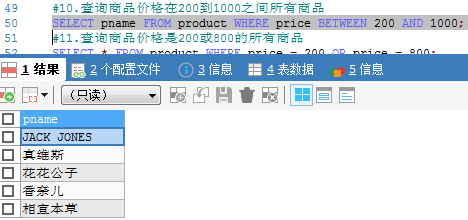 49 #10.查询商品价格在200到1000之间所有商品
50 SELECT pname FROM product WHERE price BETWEEN 200 AND 1000;
51 #11.查询商品价格是200或800的所有商品
52 SELECT * FROM product WHERE price = 200 OR price = 800;
1 结果 2 个配置文件 3 信息 4 表数据 5 信息
(只读)
pname
JACK JONES
真维斯
花花公子
香奈儿
相宜本草